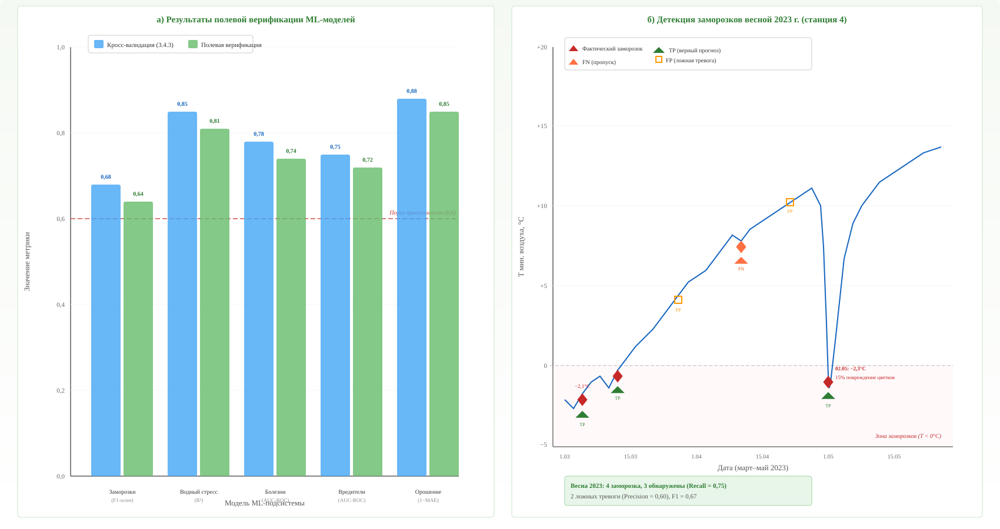 а) Результаты полевой верификации ML-моделей
Кросс-валидация (3.4.3)
Полевая верификация
1,0
0,8
0,6
0,4
0,2
0,0
Значение метрики
0,68
0,64
0,85
0,81
0,78
0,74
0,75
0,72
0,88
0,85
Порог приемлемости (0,6)
Заморозки
(F1-score)
Водный стресс
(R²)
Болезни
(AUC-ROC)
Вредители
(AUC-ROC)
Орошение
(1−MAE)
Модель ML-подсистемы
б) Детекция заморозков весной 2023 г. (станция 4)
Фактический заморозок
TP (верный прогноз)
FN (пропуск)
FP (ложная тревога)
+20
+15
+10
+5
0
−5
T мин. воздуха, °C
FP
FN
FP
−2,1°C
TP
TP
02.05: −2,3°C
15% повреждение цветков
TP
Зона заморозков (T < 0°C)
1.03
15.03
1.04
15.04
1.05
15.05
Дата (март–май 2023)
Весна 2023: 4 заморозка, 3 обнаружены (Recall = 0,75)
2 ложных тревоги (Precision = 0,60), F1 = 0,67